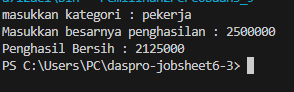 masukkan kategori : pekerja
Masukkan besarnya penghasilan : 2500000
Penghasil Bersih : 2125000
PS C:\Users\PC\daspro-jobsheet6-3>